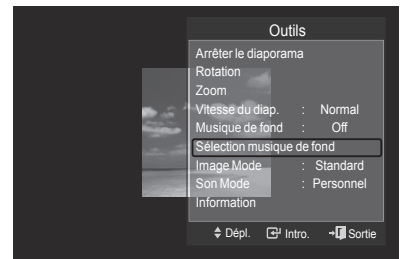 Outils
Arrêter le diaporama
Rotation
Zoom
Vitesse du diap. : Normal
Musique de fond : Off
Sélection musique de fond
Image Mode : Standard
Son Mode : Personnel
Information
Dépl. Intro. Sortie